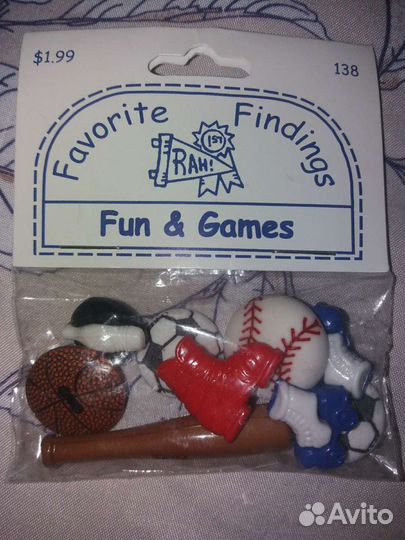 $1.99
138
Favorite Findings
1ST
RAH!
Fun & Games
Avito